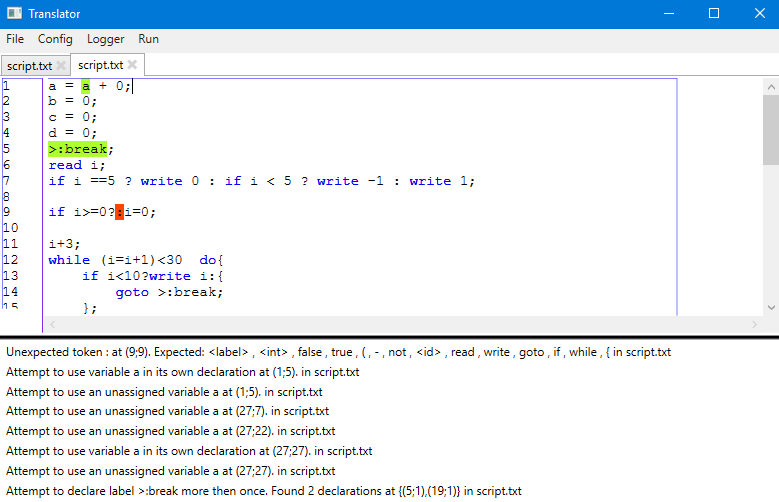 Translator
File Config Logger Run
script.txt script.txt
1 a = a + 0;
2 b = 0;
3 c = 0;
4 d = 0;
5 >:break;
6 read i;
7 if i ==5 ? write 0 : if i < 5 ? write -1 : write 1;
8
9 if i>=0?:i=0;
10
11 i+3;
12 while (i=i+1)<30  do{
13     if i<10?write i:{
14         goto >:break;
15     };
Unexpected token : at (9;9). Expected: <label> , <int> , false , true , ( , - , not , <id> , read , write , goto , if , while , { in script.txt
Attempt to use variable a in its own declaration at (1;5). in script.txt
Attempt to use an unassigned variable a at (1;5). in script.txt
Attempt to use an unassigned variable a at (27;7). in script.txt
Attempt to use an unassigned variable a at (27;22). in script.txt
Attempt to use variable a in its own declaration at (27;27). in script.txt
Attempt to use an unassigned variable a at (27;27). in script.txt
Attempt to declare label >:break more then once. Found 2 declarations at {(5;1),(19;1)} in script.txt